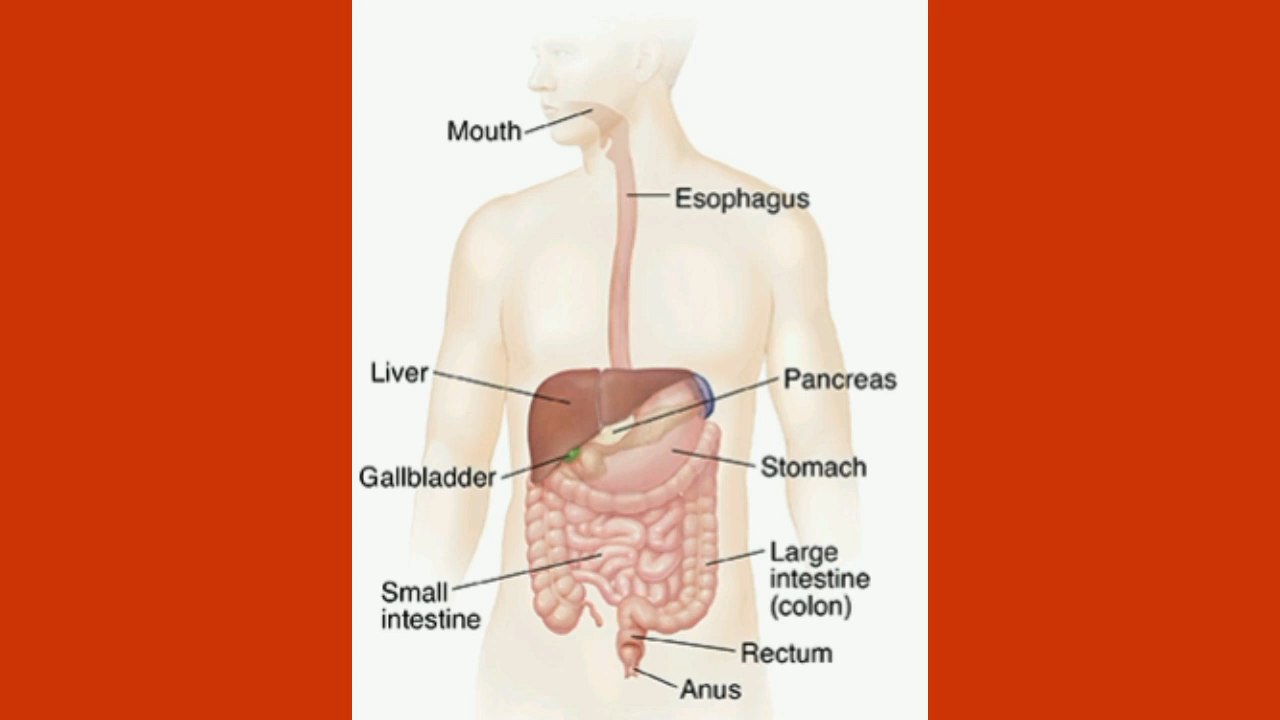 Mouth
Esophagus
Liver
Pancreas
Gallbladder
Stomach
Large
intestine
(colon)
Small
intestine
Rectum
Anus